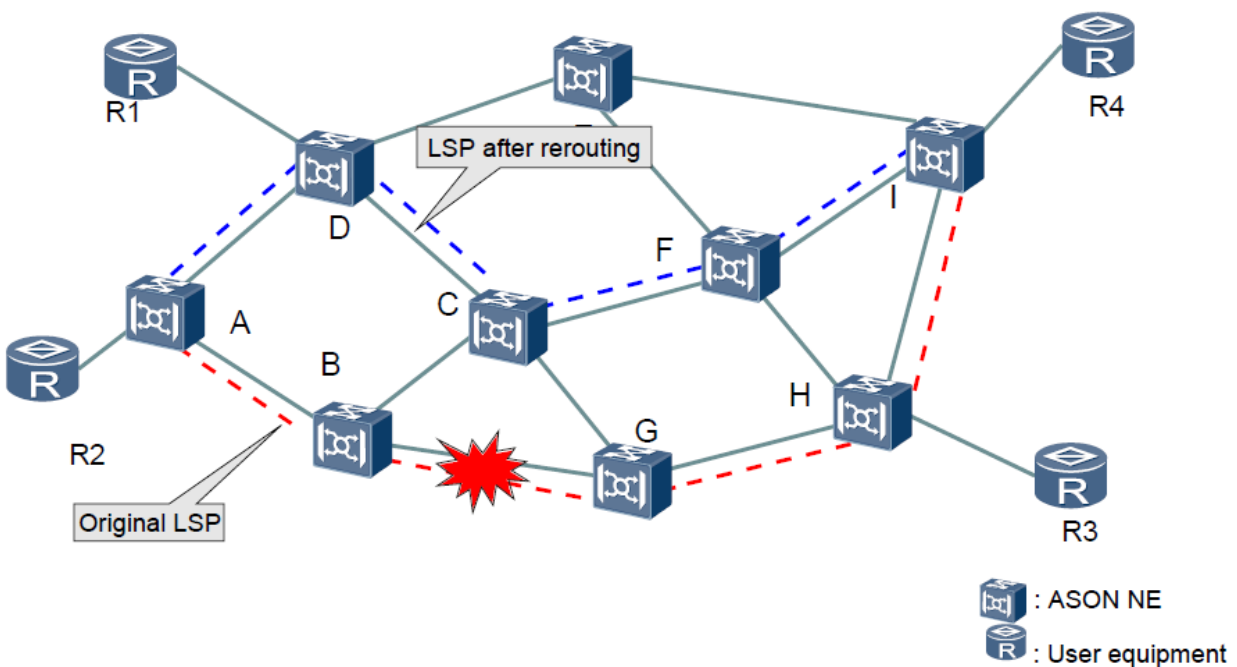 R
R1
R
R4
LSP after rerouting
D
I
F
A
C
R
B
R2
H
G
R
R3
Original LSP
: ASON NE
R
: User equipment